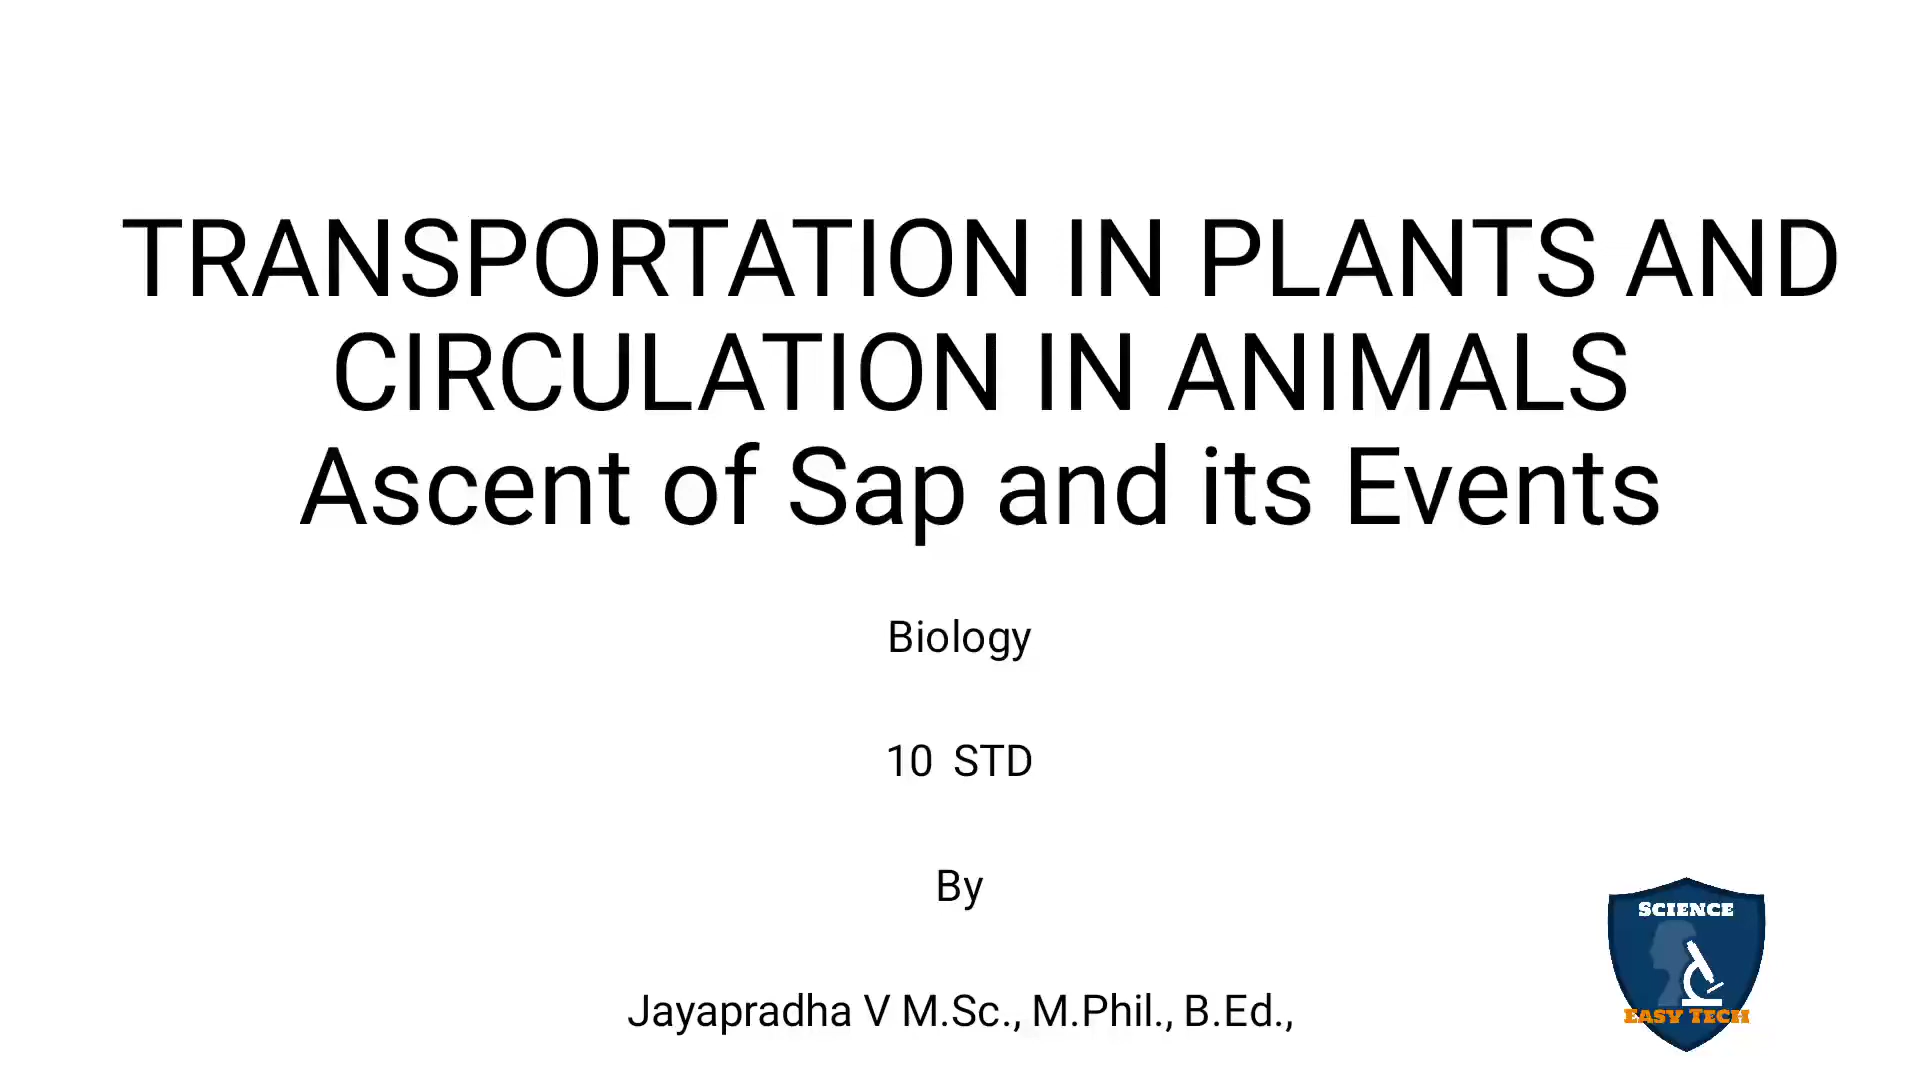 TRANSPORTATION IN PLANTS AND
CIRCULATION IN ANIMALS
Ascent of Sap and its Events
Biology
10 STD
By
Jayapradha V M.Sc., M.Phil., B.Ed.,
SCIENCE
EASY TECH